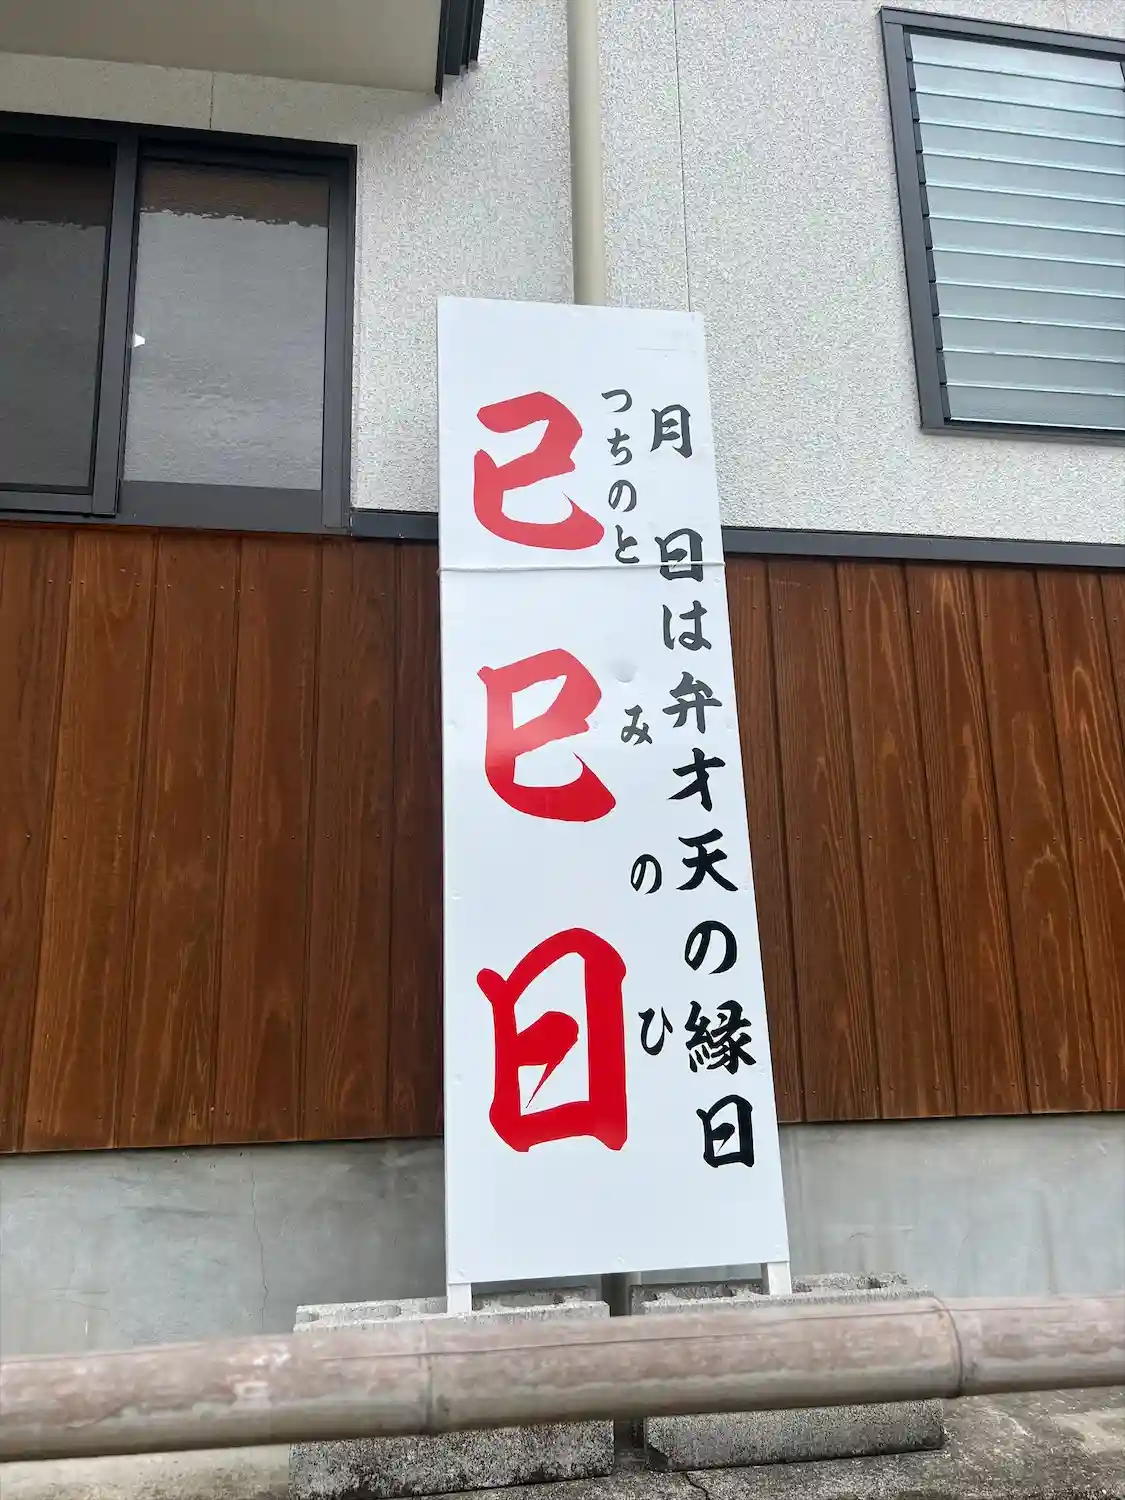 月 日は弁才天の縁日
つちのと み の ひ
己巳日